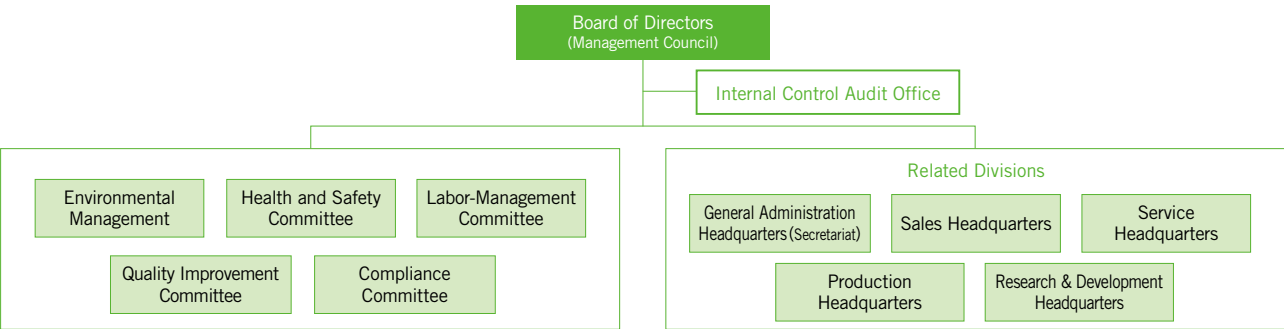 Board of Directors
(Management Council)
Internal Control Audit Office
Environmental
Management
Health and Safety
Committee
Labor-Management
Committee
Quality Improvement
Committee
Compliance
Committee
Related Divisions
General Administration
Headquarters (Secretariat)
Sales Headquarters
Service
Headquarters
Production
Headquarters
Research & Development
Headquarters